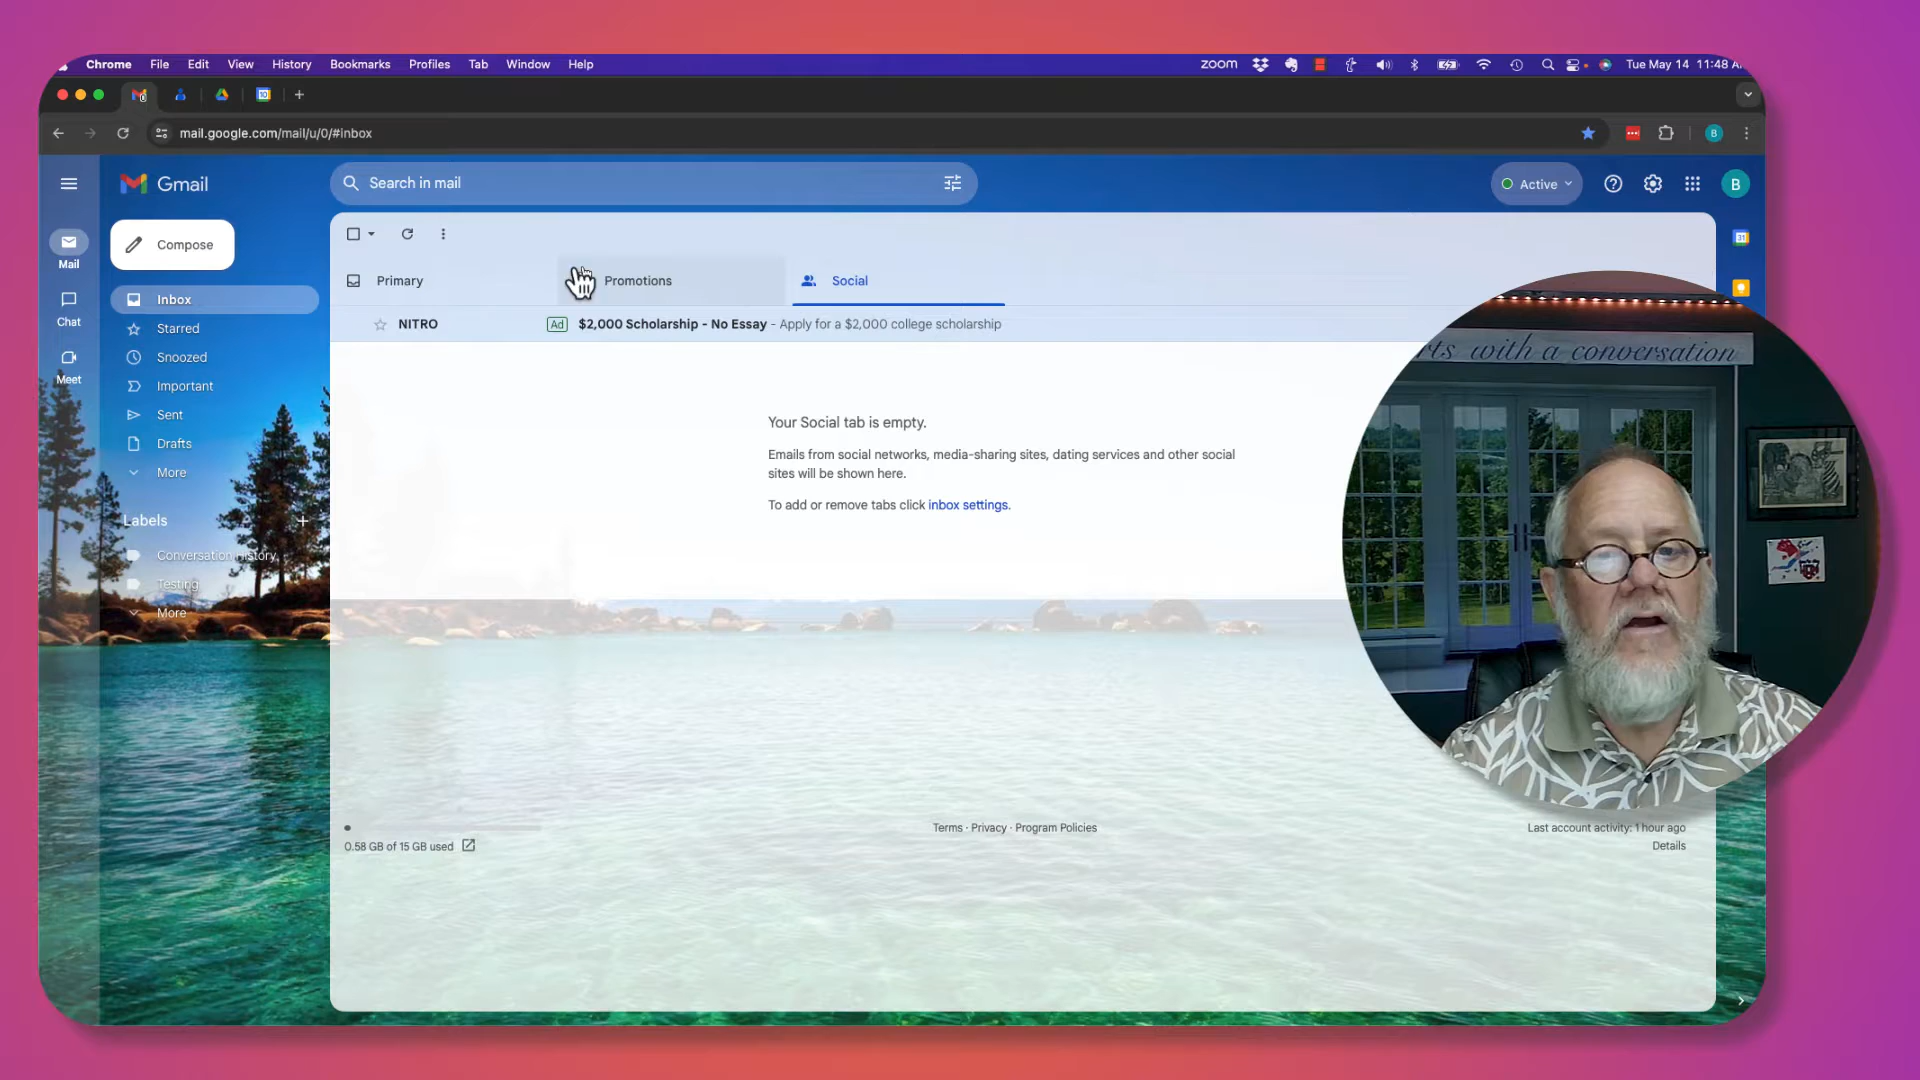 Chrome File Edit View History Bookmarks Profiles Tab Window Help
zoom
Tue May 14 11:48
mail.google.com/mail/u/0/#inbox
B
Gmail
Search in mail
Active
B
Mail
Chat
Meet
Compose
Inbox
Starred
Snoozed
Important
Sent
Drafts
More
Labels
Conversation History
Testing
More
Primary
Promotions
Social
NITRO
Ad $2,000 Scholarship - No Essay - Apply for a $2,000 college scholarship
Your Social tab is empty.
Emails from social networks, media-sharing sites, dating services and other social
sites will be shown here.
To add or remove tabs click inbox settings.
31
with a conversation
0.58 GB of 15 GB used
Terms · Privacy · Program Policies
Last account activity: 1 hour ago
Details